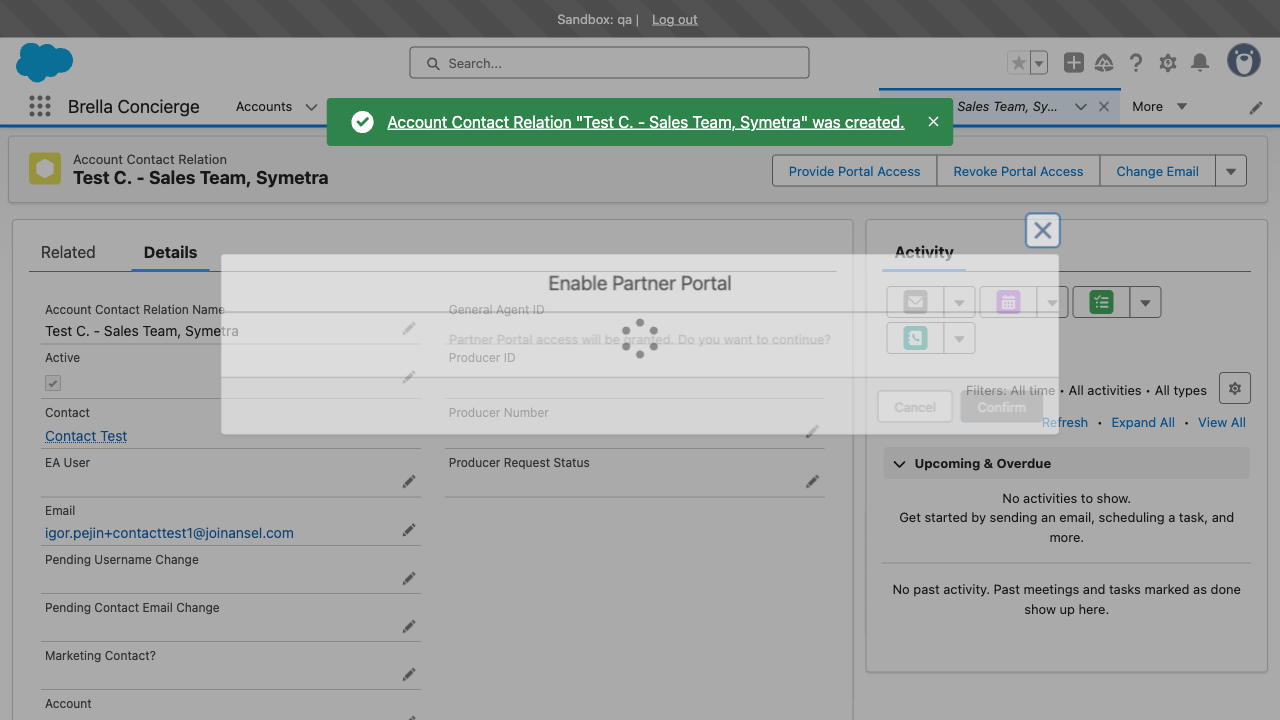 Sandbox: qa | Log out
Search...
Brella Concierge
Accounts
Sales Team, Sy...
More
Account Contact Relation "Test C. - Sales Team, Symetra" was created.
Account Contact Relation
Test C. - Sales Team, Symetra
Provide Portal Access
Revoke Portal Access
Change Email
Related
Details
Activity
Enable Partner Portal
Account Contact Relation Name
Test C. - Sales Team, Symetra
General Agent ID
Partner Portal access will be granted. Do you want to continue?
Active
Producer ID
Cancel
Confirm
Filters: All time • All activities • All types
Contact
Contact Test
Producer Number
Refresh • Expand All • View All
EA User
Producer Request Status
Upcoming & Overdue
No activities to show.
Get started by sending an email, scheduling a task, and
more.
Email
igor.pejin+contacttest1@joinansel.com
Pending Username Change
No past activity. Past meetings and tasks marked as done
show up here.
Pending Contact Email Change
Marketing Contact?
Account